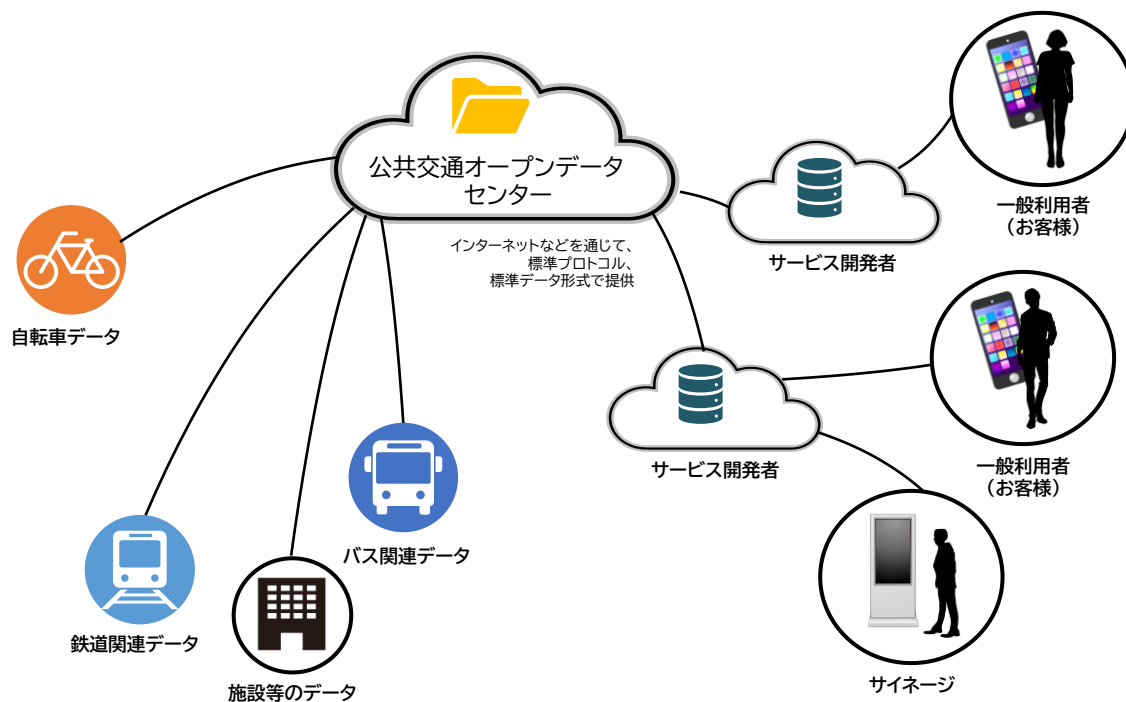 公共交通オープンデータ
センター
インターネットなどを通じて、
標準プロトコル、
標準データ形式で提供
自転車データ
鉄道関連データ
施設等のデータ
バス関連データ
サービス開発者
一般利用者
（お客様）
サービス開発者
一般利用者
（お客様）
サイネージ